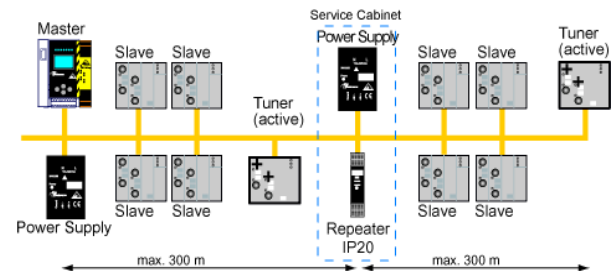 Service Cabinet
Master
Slave
Slave
Power Supply
Slave
Slave
Tuner
(active)
Tuner
(active)
Power Supply
Slave
Slave
Repeater
IP20
Slave
Slave
max. 300 m
max. 300 m